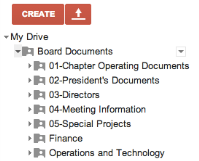 CREATE
My Drive
Board Documents
01-Chapter Operating Documents
02-President's Documents
03-Directors
04-Meeting Information
05-Special Projects
Finance
Operations and Technology